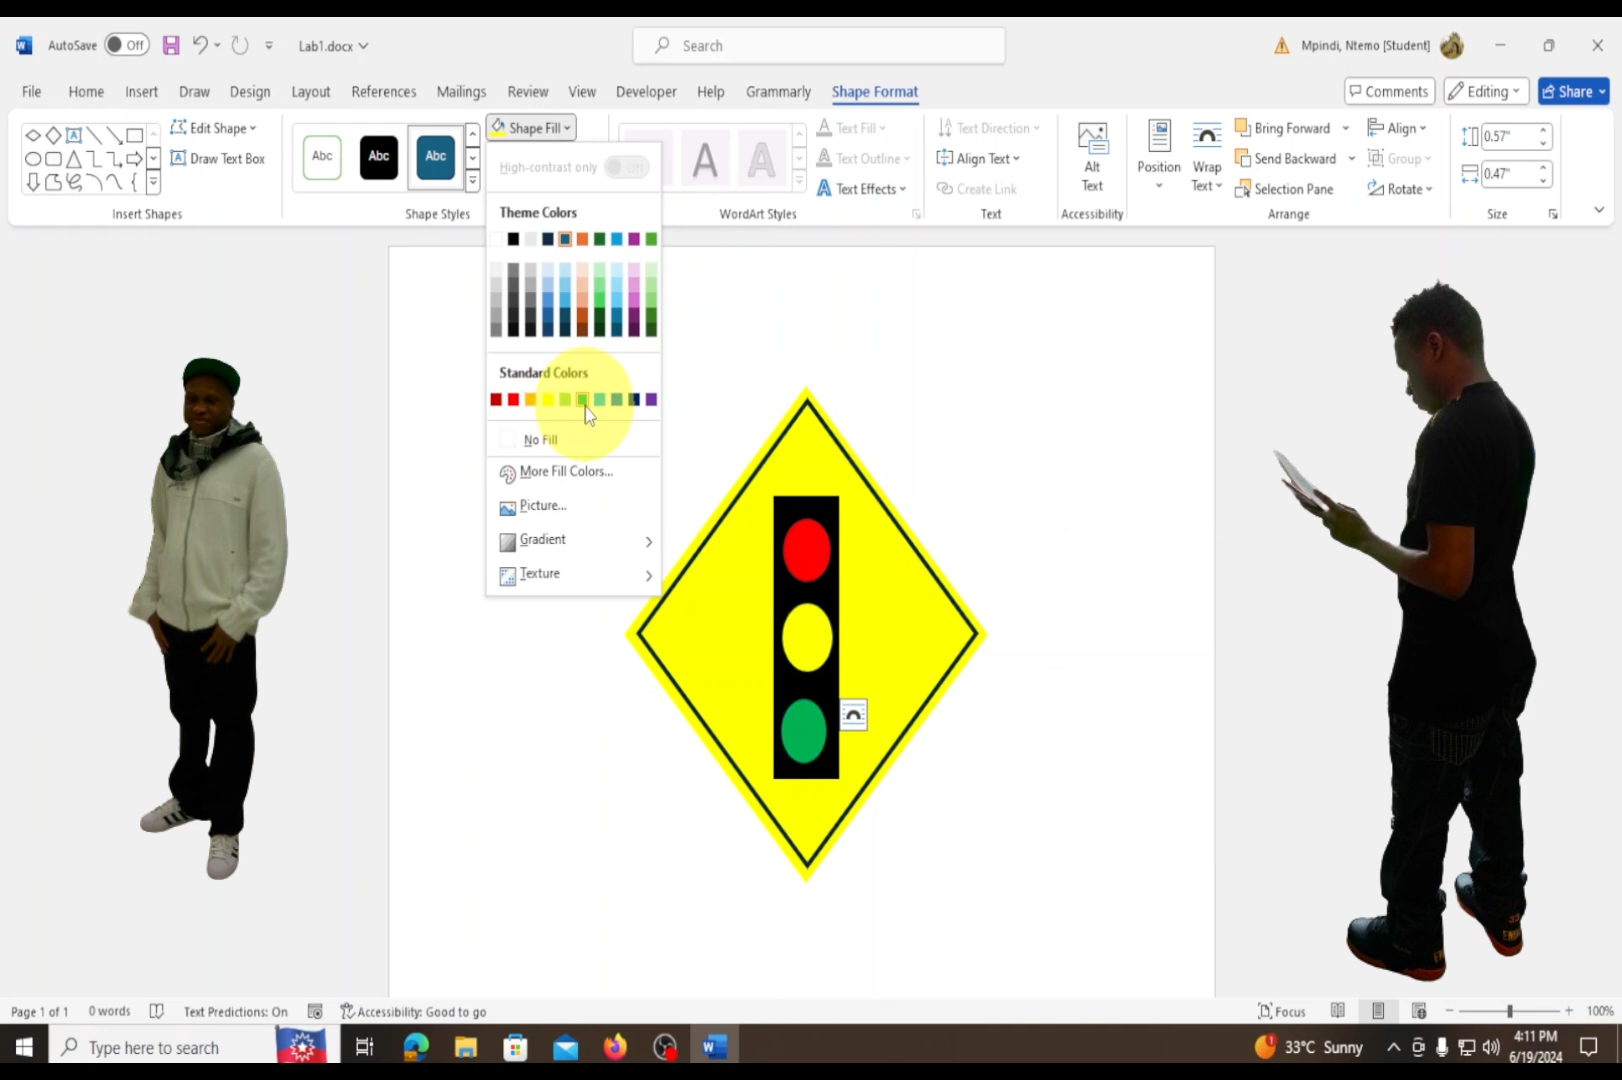 AutoSave Off Lab1.docx Search Mpindi, Ntemo [Student]
File Home Insert Draw Design Layout References Mailings Review View Developer Help Grammarly Shape Format Comments Editing Share
Edit Shape
Draw Text Box
Insert Shapes
Abc Abc Abc
Shape Styles
Shape Fill
High-contrast only Off
Theme Colors
Standard Colors
No Fill
More Fill Colors...
Picture...
Gradient
Texture
A A
WordArt Styles
Text Fill
Text Outline
Text Effects
Text Direction
Align Text
Create Link
Text
Alt
Text
Accessibility
Position
Wrap
Text
Bring Forward
Send Backward
Selection Pane
Align
Group
Rotate
Arrange
0.57"
0.47"
Size
Page 1 of 1 0 words Text Predictions: On Accessibility: Good to go Focus 100%
Type here to search 33°C Sunny 4:11 PM
6/19/2024